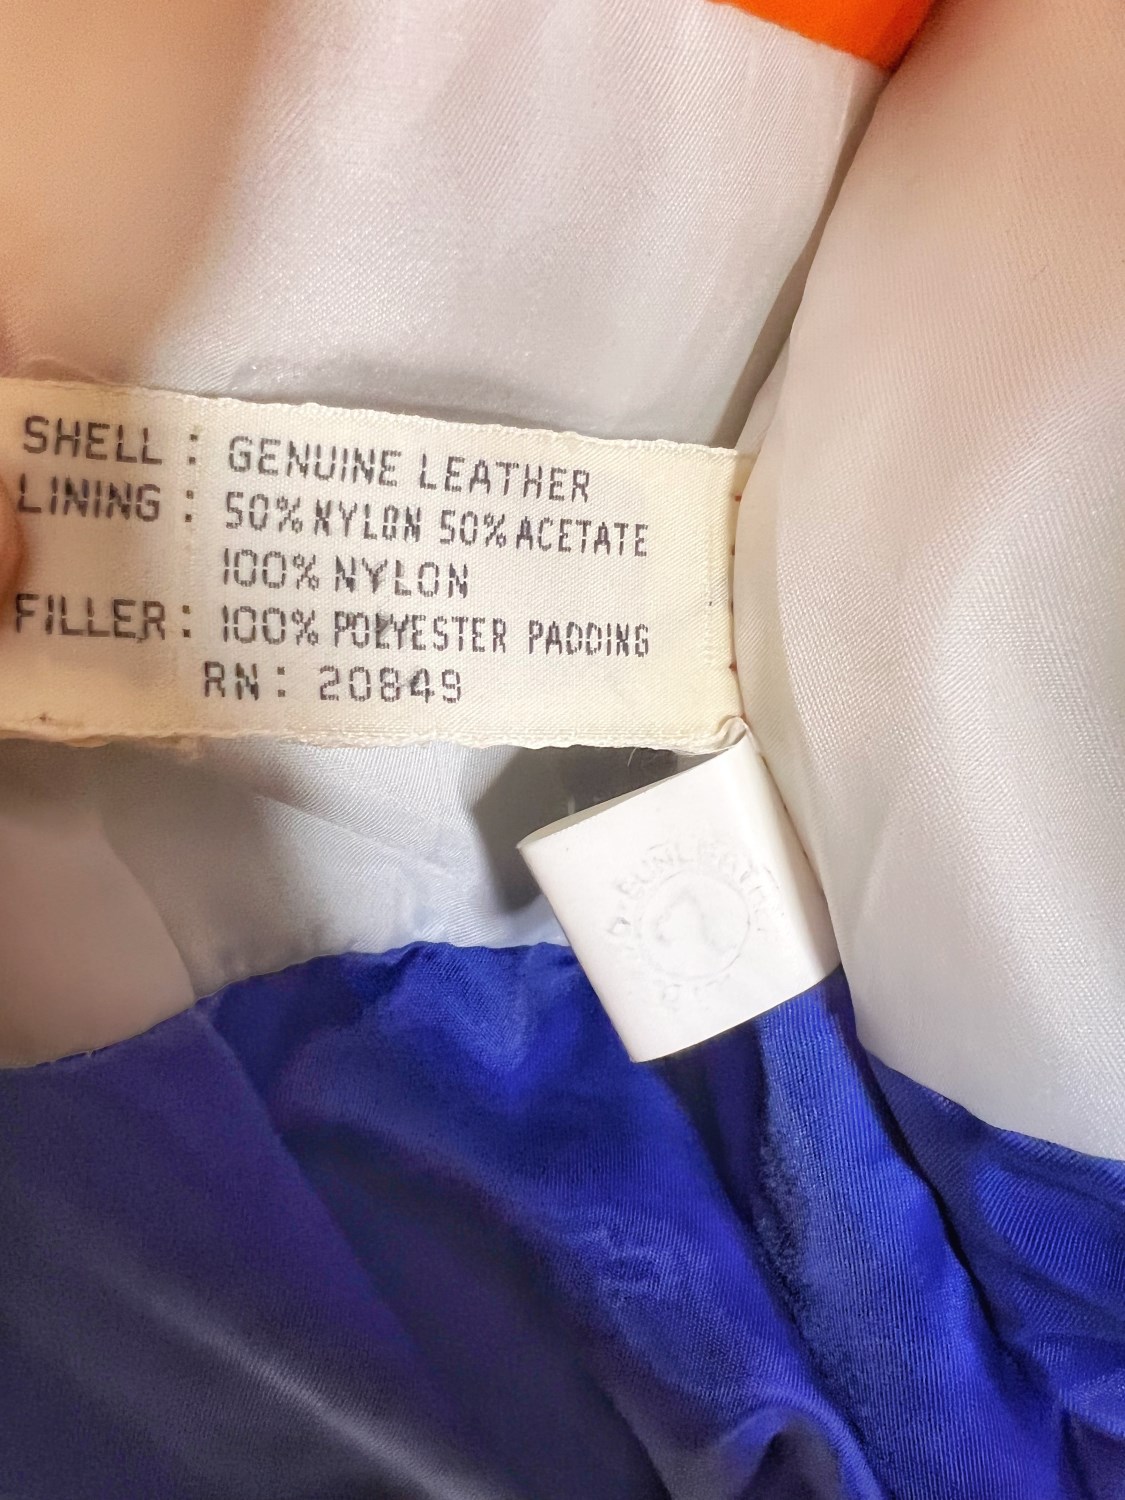 SHELL : GENUINE LEATHER
LINING : 50% NYLON 50% ACETATE
100% NYLON
FILLER : 100% POLYESTER PADDING
RN : 20849